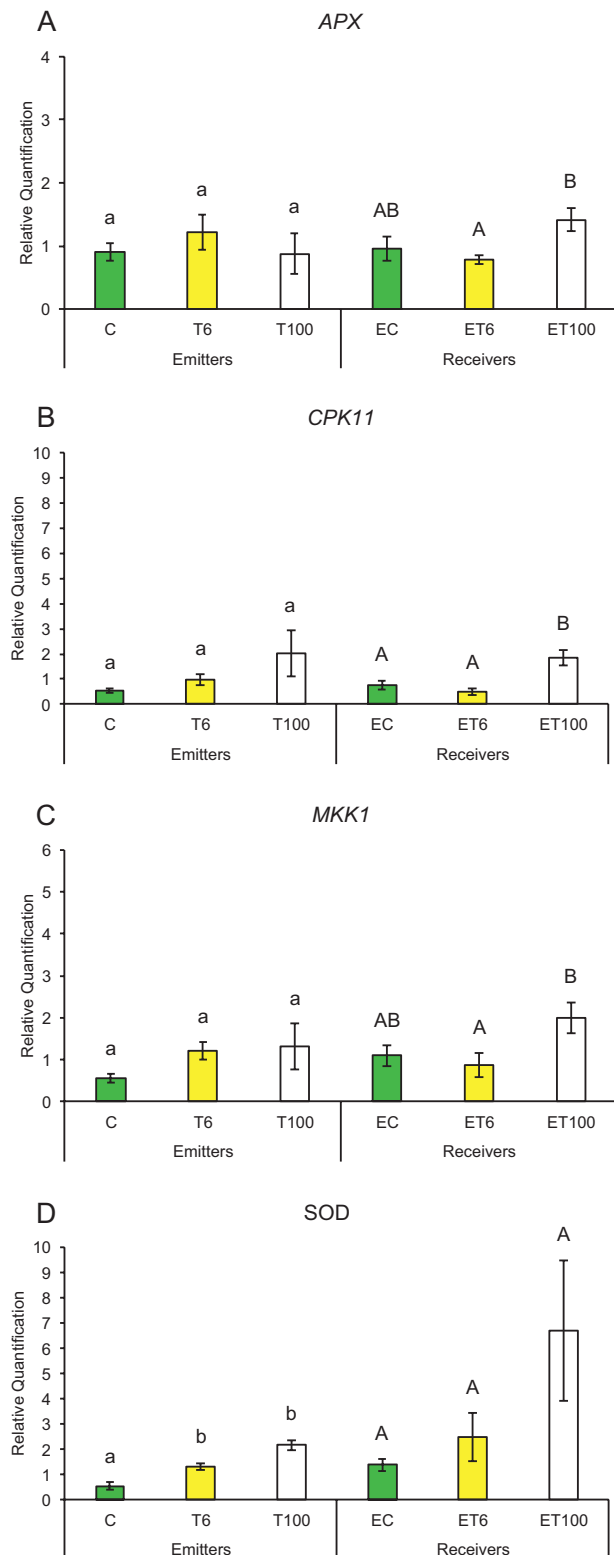 A APX
4
3
2
1
0
Relative Quantification
a a a AB A B
C T6 T100 EC ET6 ET100
Emitters Receivers
B CPK11
10
9
8
7
6
5
4
3
2
1
0
Relative Quantification
a a a A A B
C T6 T100 EC ET6 ET100
Emitters Receivers
C MKK1
6
5
4
3
2
1
0
Relative Quantification
a a a AB A B
C T6 T100 EC ET6 ET100
Emitters Receivers
D SOD
10
9
8
7
6
5
4
3
2
1
0
Relative Quantification
a b b A A A
C T6 T100 EC ET6 ET100
Emitters Receivers